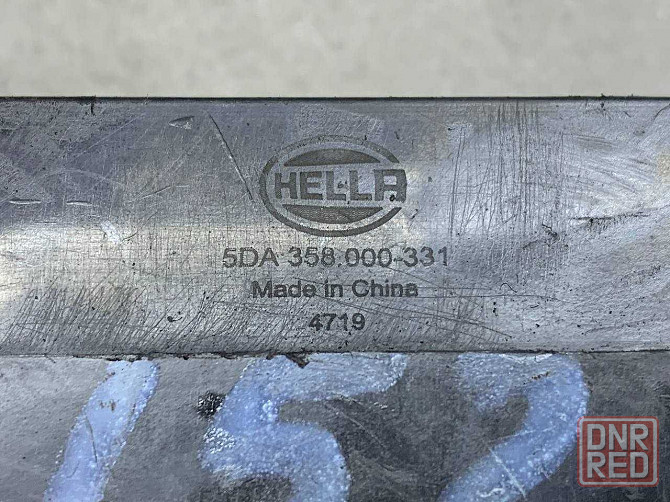 HELLA
5DA 358.000-331
Made in China
4719
152
DNR
RED